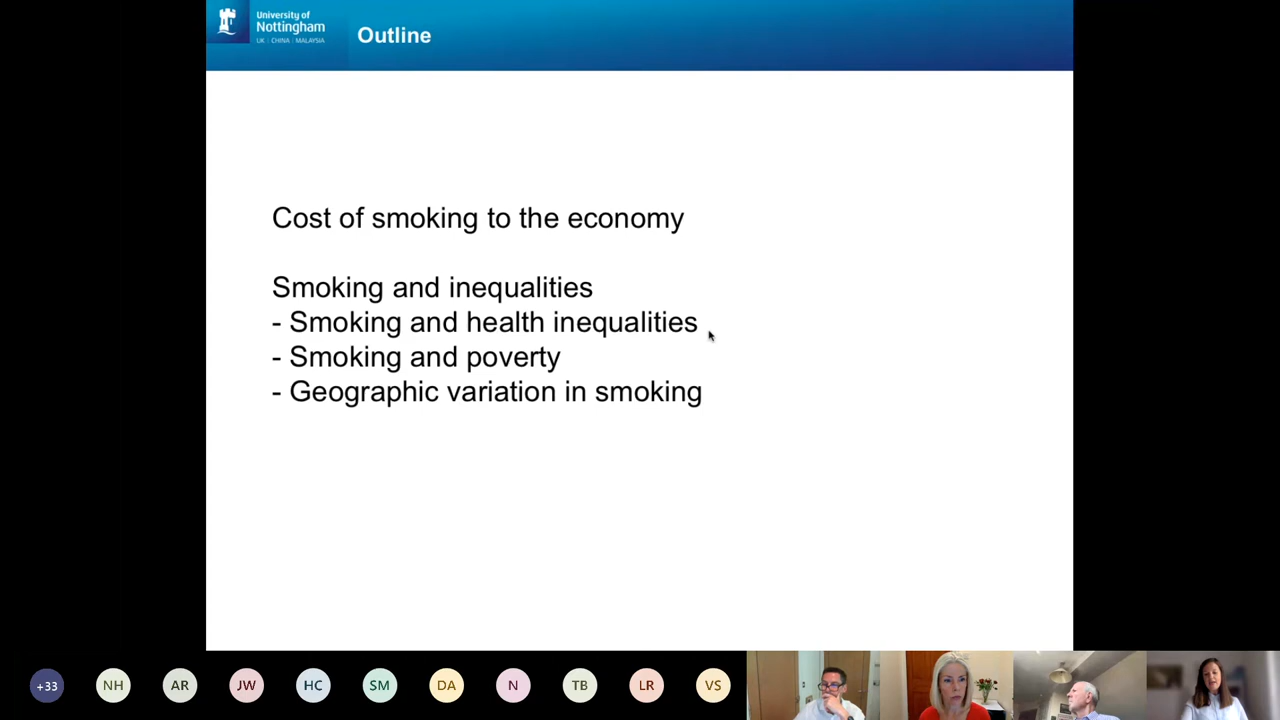 University of
Nottingham
UK | CHINA | MALAYSIA
Outline
Cost of smoking to the economy
Smoking and inequalities
- Smoking and health inequalities
- Smoking and poverty
- Geographic variation in smoking
+33
NH
AR
JW
HC
SM
DA
N
TB
LR
VS